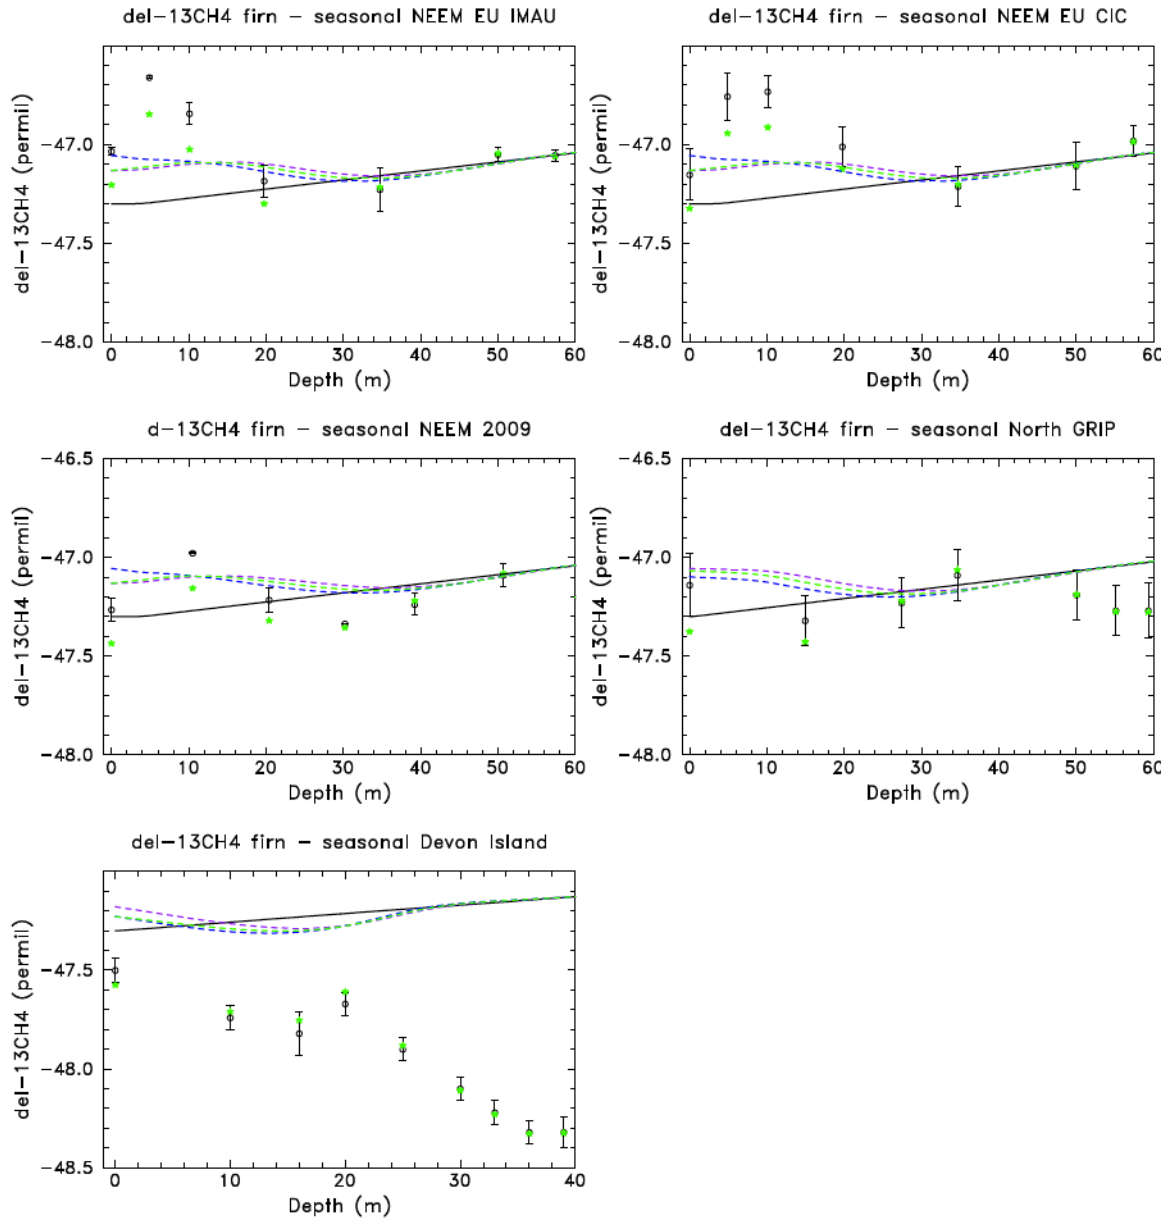 del-13CH4 firn - seasonal NEEM EU IMAU
del-13CH4 (permil)
-47.0
-47.5
-48.0
0 10 20 30 40 50 60
Depth (m)
del-13CH4 firn - seasonal NEEM EU CIC
del-13CH4 (permil)
-47.0
-47.5
-48.0
0 10 20 30 40 50 60
Depth (m)
d-13CH4 firn - seasonal NEEM 2009
del-13CH4 (permil)
-46.5
-47.0
-47.5
-48.0
0 10 20 30 40 50 60
Depth (m)
del-13CH4 firn - seasonal North GRIP
del-13CH4 (permil)
-46.5
-47.0
-47.5
-48.0
0 10 20 30 40 50 60
Depth (m)
del-13CH4 firn - seasonal Devon Island
del-13CH4 (permil)
-47.5
-48.0
-48.5
0 10 20 30 40
Depth (m)